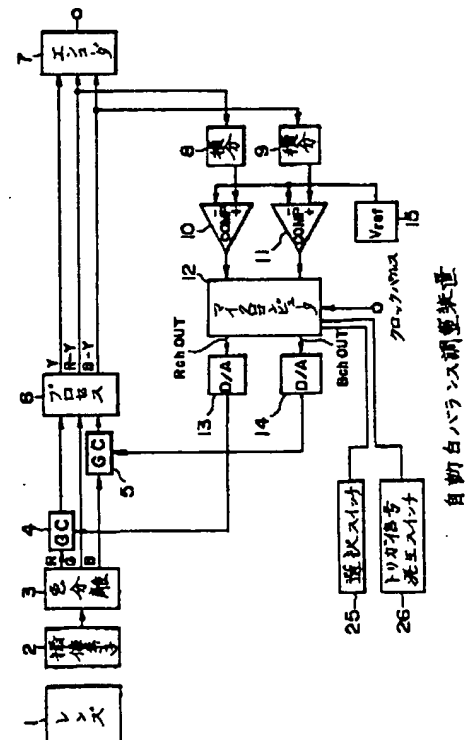 1
レンズ
2
撮像素子
3
色分離
R
G
B
4
GC
5
GC
6
プロセス
Y
R-Y
B-Y
7
エンコーダ
8
積分
9
積分
10
COMP
-
+
11
COMP
-
+
15
Vref
12
マイクロコンピュータ
クロックパルス
Rch OUT
Bch OUT
13
D/A
14
D/A
25
選択スイッチ
26
トリガ信号
発生スイッチ
自動白バランス調整装置